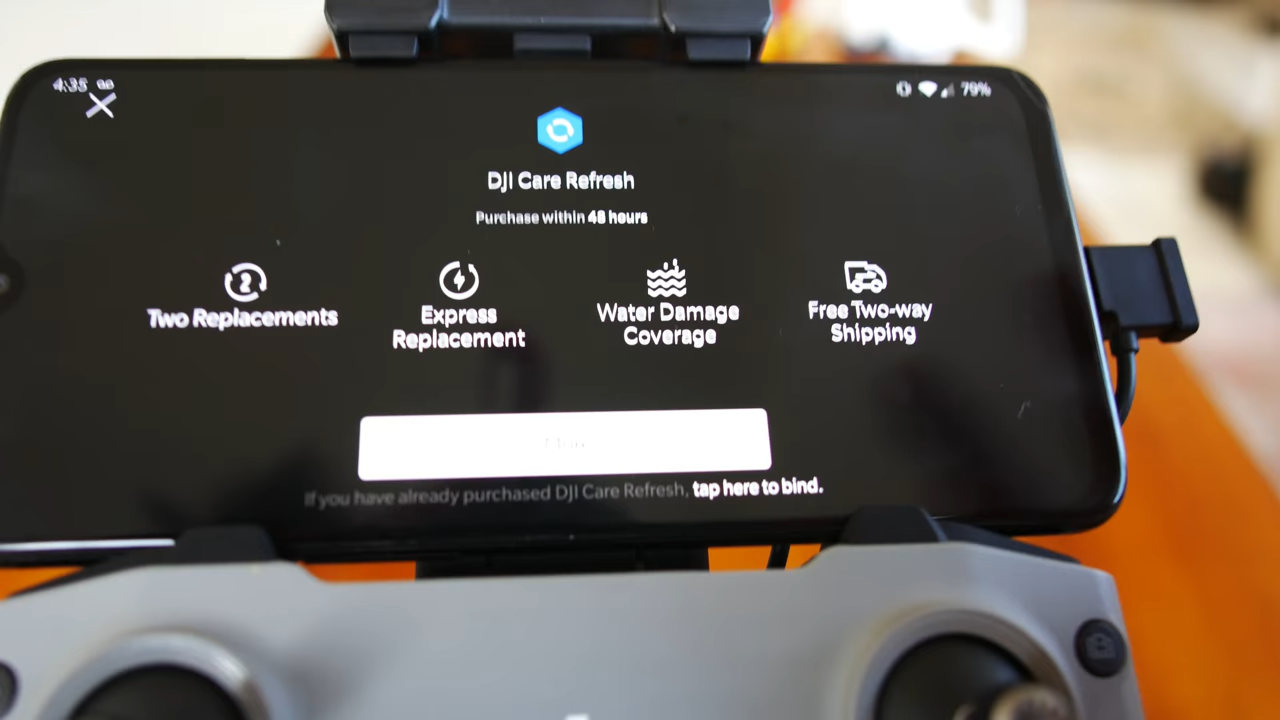 4:35
79%
DJI Care Refresh
Purchase within 48 hours
2
Two Replacements
Express
Replacement
Water Damage
Coverage
Free Two-way
Shipping
If you have already purchased DJI Care Refresh, tap here to bind.